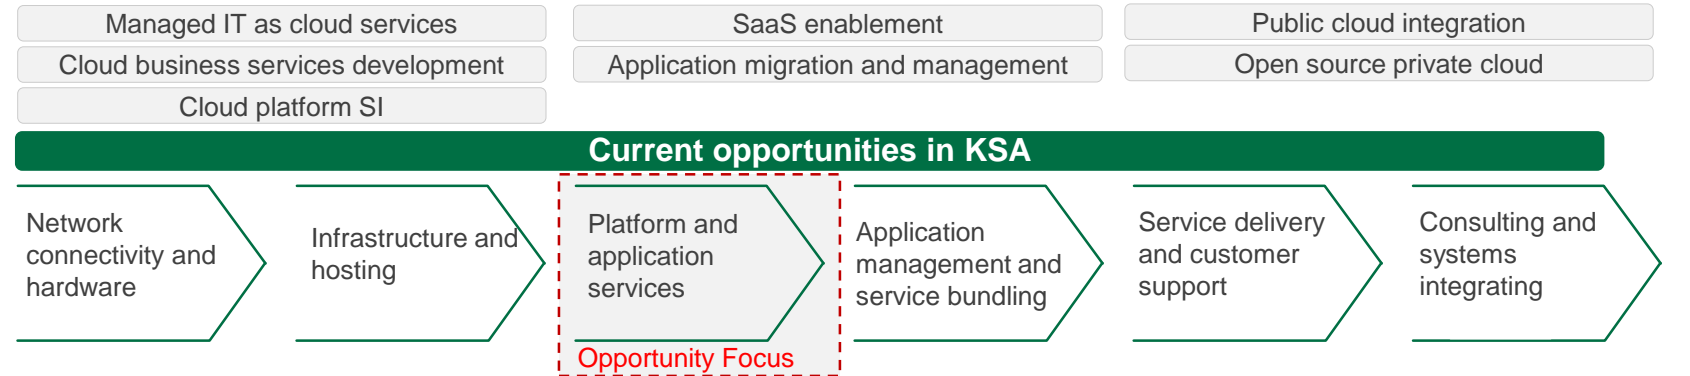 Managed IT as cloud services
SaaS enablement
Public cloud integration
Cloud business services development
Application migration and management
Open source private cloud
Cloud platform SI
Current opportunities in KSA
Network
connectivity and
hardware
Infrastructure and
hosting
Platform and
application
services
Application
management and
service bundling
Service delivery
and customer
support
Consulting and
systems
integrating
Opportunity Focus